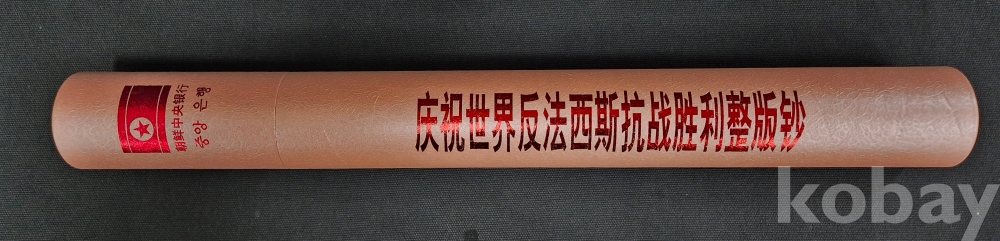 朝鲜中央银行
중앙 은행
庆祝世界反法西斯抗战胜利整版钞
kobay